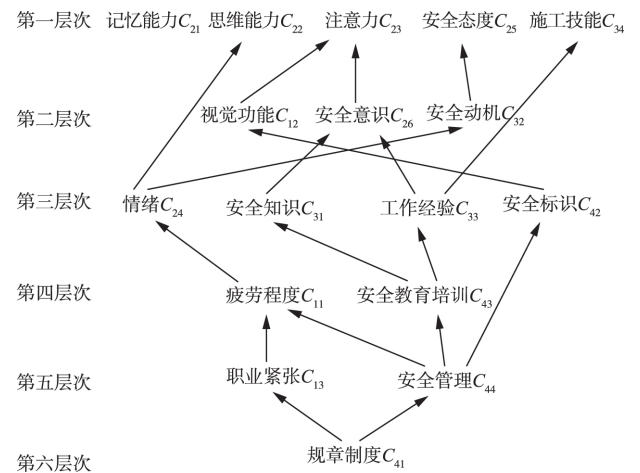 第一层次 记忆能力C21 思维能力C22 注意力C23 安全态度C25 施工技能C34
第二层次 视觉功能C12 安全意识C26 安全动机C32
第三层次 情绪C24 安全知识C31 工作经验C33 安全标识C42
第四层次 疲劳程度C11 安全教育培训C43
第五层次 职业紧张C13 安全管理C44
第六层次 规章制度C41